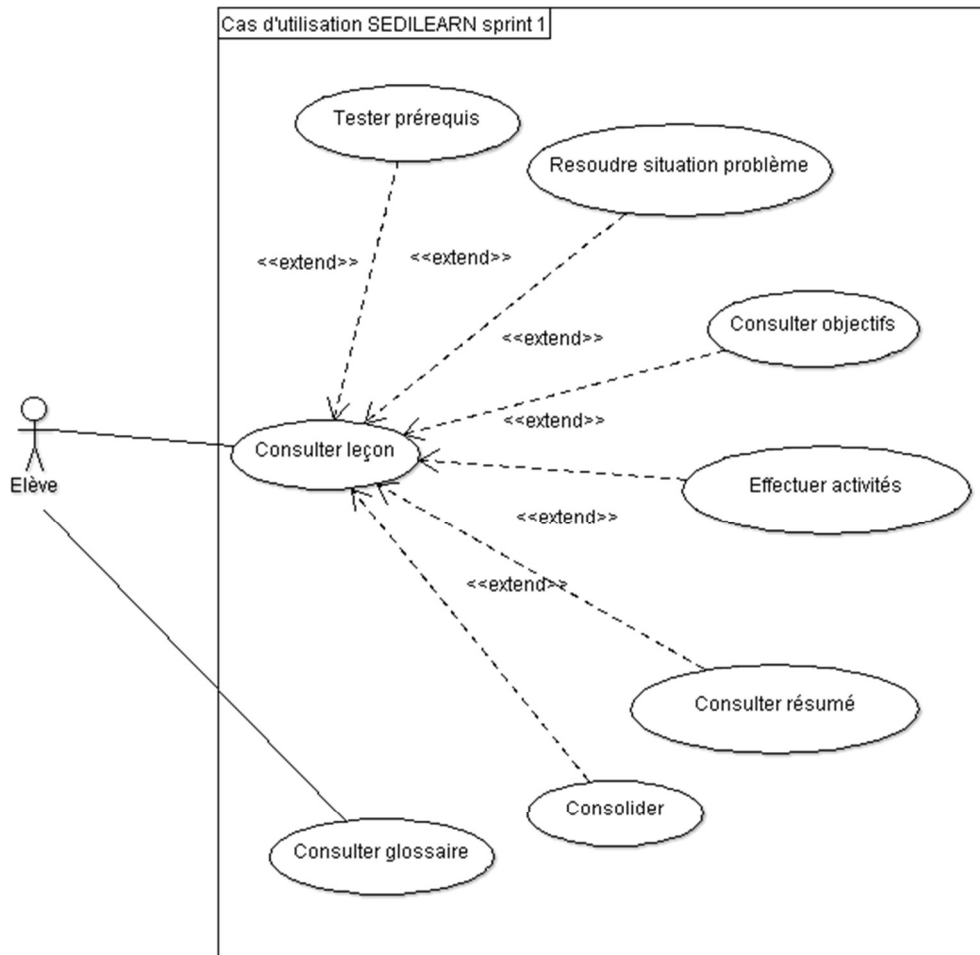 Cas d'utilisation SEDILEARN sprint 1
Tester prérequis
Resoudre situation problème
<<extend>>
<<extend>>
Consulter objectifs
<<extend>>
Elève
Consulter leçon
<<extend>>
Effectuer activités
<<extend>>
<<extend>>
Consulter résumé
Consolider
Consulter glossaire